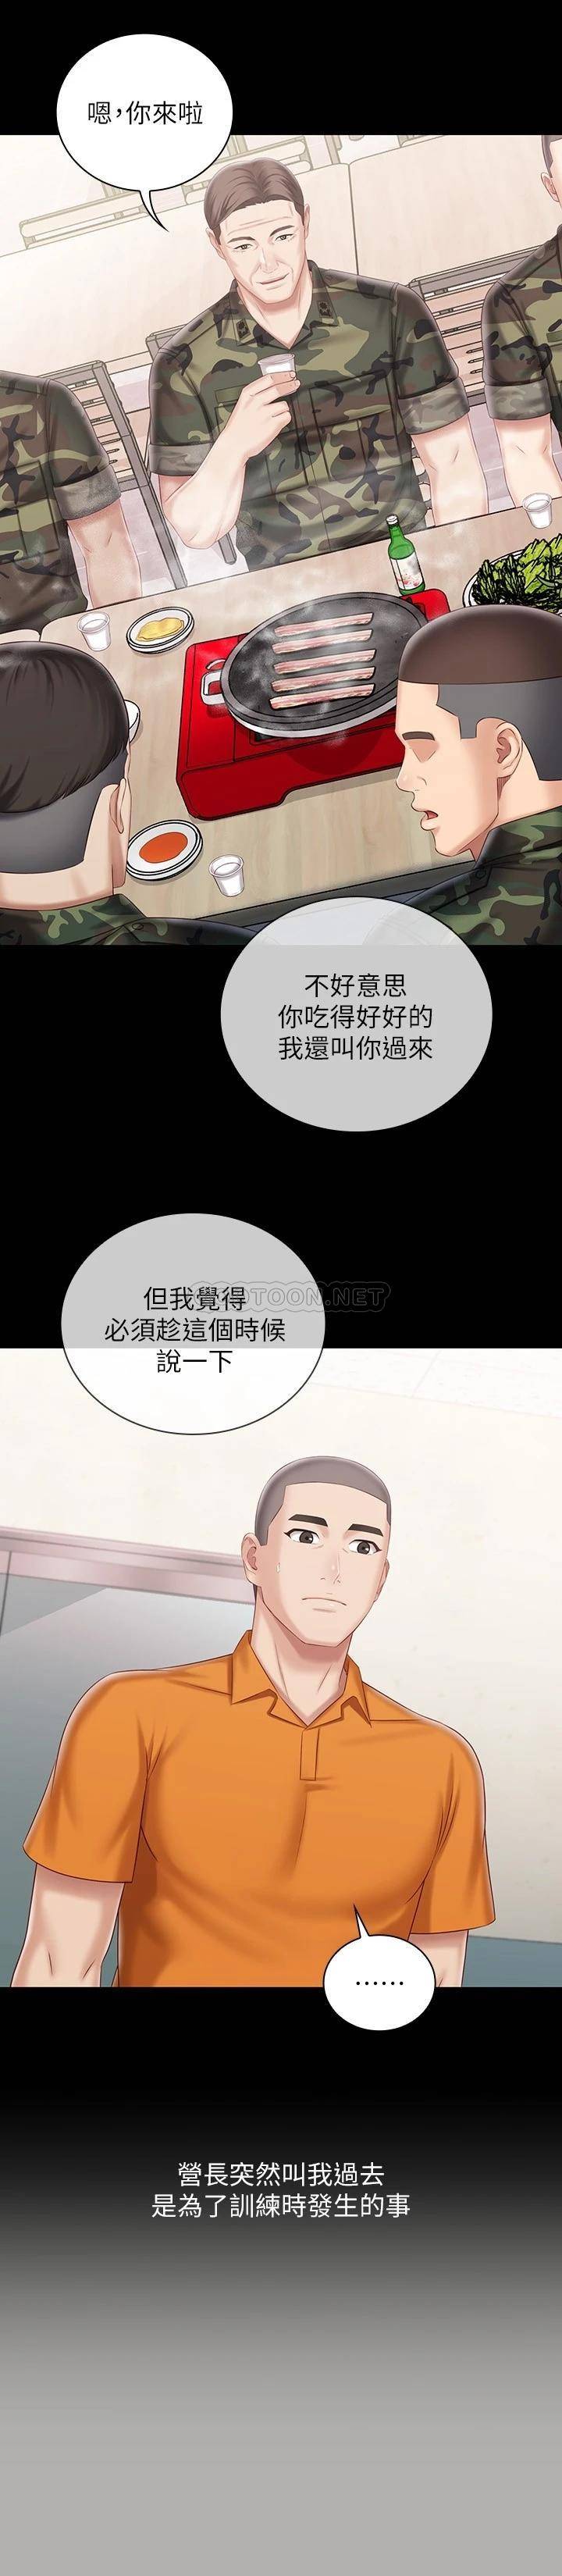 嗯，你來啦
不好意思
你吃得好好的
我還叫你過來
但我覺得
必須趁這個時候
說一下
......
營長突然叫我過去
是為了訓練時發生的事